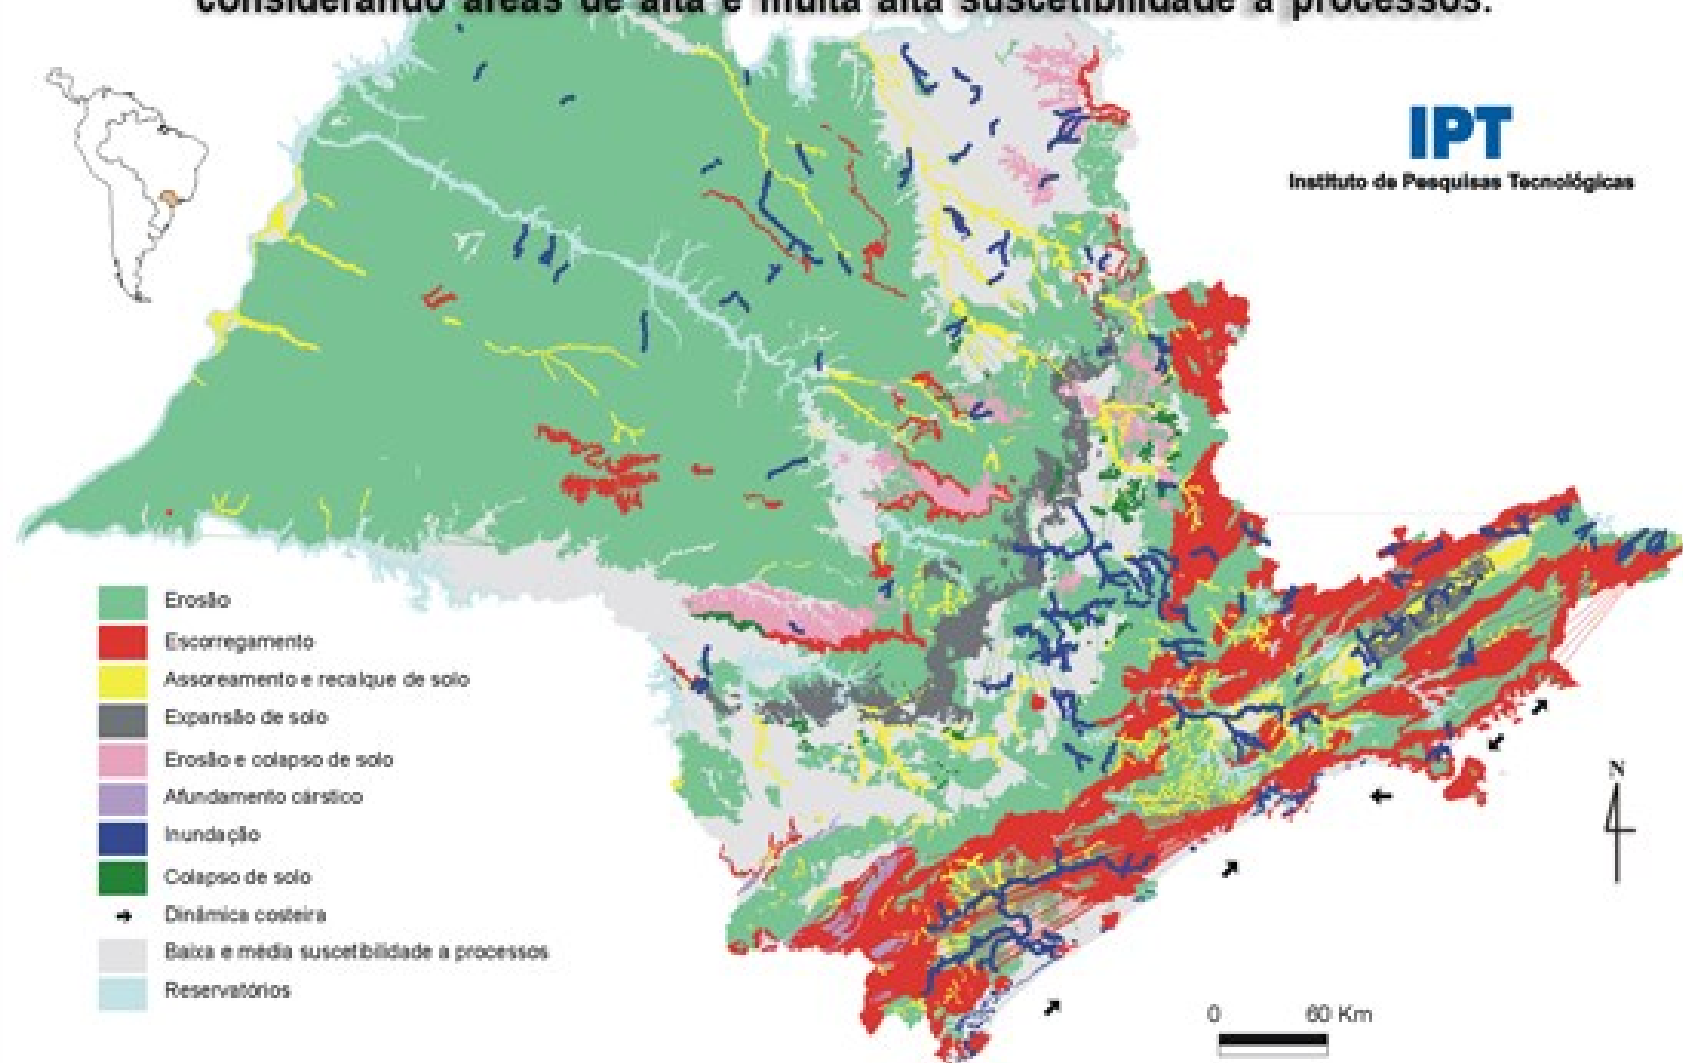 considerando áreas de alta e muita alta suscetibilidade a processos.
IPT
Instituto de Pesquisas Tecnológicas
Erosão
Escorregamento
Assoreamento e recalque de solo
Expansão de solo
Erosão e colapso de solo
Afundamento cárstico
Inundação
Colapso de solo
Dinâmica costeira
Baixa e média suscetibilidade a processos
Reservatórios
N
0 60 Km